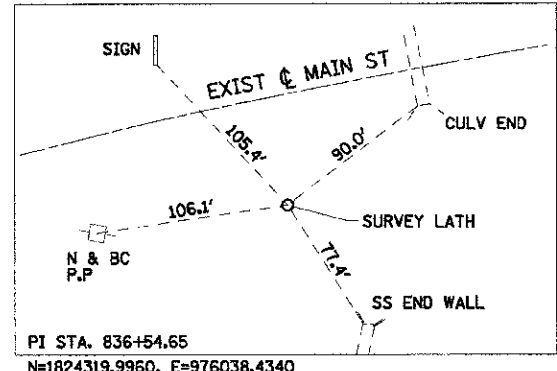 SIGN
EXIST ℄ MAIN ST
CULV END
105.4'
90.0'
106.1'
SURVEY LATH
N & BC
P.P
77.4'
SS END WALL
PI STA. 836+54.65
N=1824319.9960, E=976038.4340